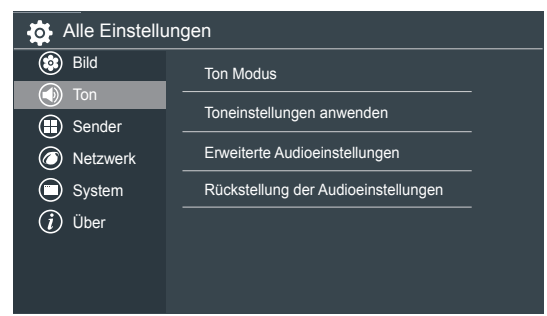 Alle Einstellungen
Bild
Ton
Sender
Netzwerk
System
Über
Ton Modus
Toneinstellungen anwenden
Erweiterte Audioeinstellungen
Rückstellung der Audioeinstellungen